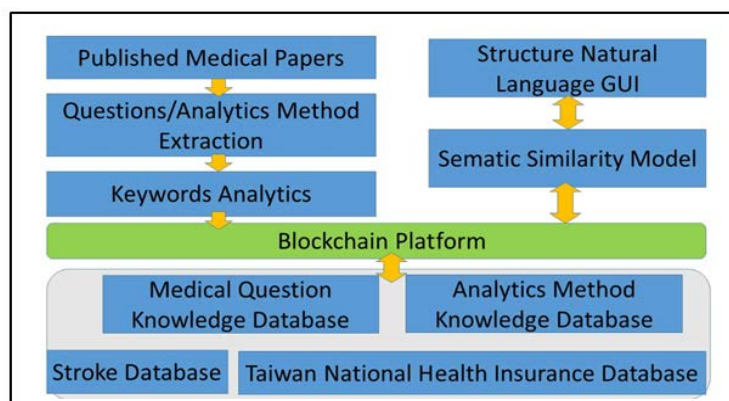 Published Medical Papers
Questions/Analytics Method
Extraction
Keywords Analytics
Structure Natural
Language GUI
Sematic Similarity Model
Blockchain Platform
Medical Question
Knowledge Database
Analytics Method
Knowledge Database
Stroke Database
Taiwan National Health Insurance Database